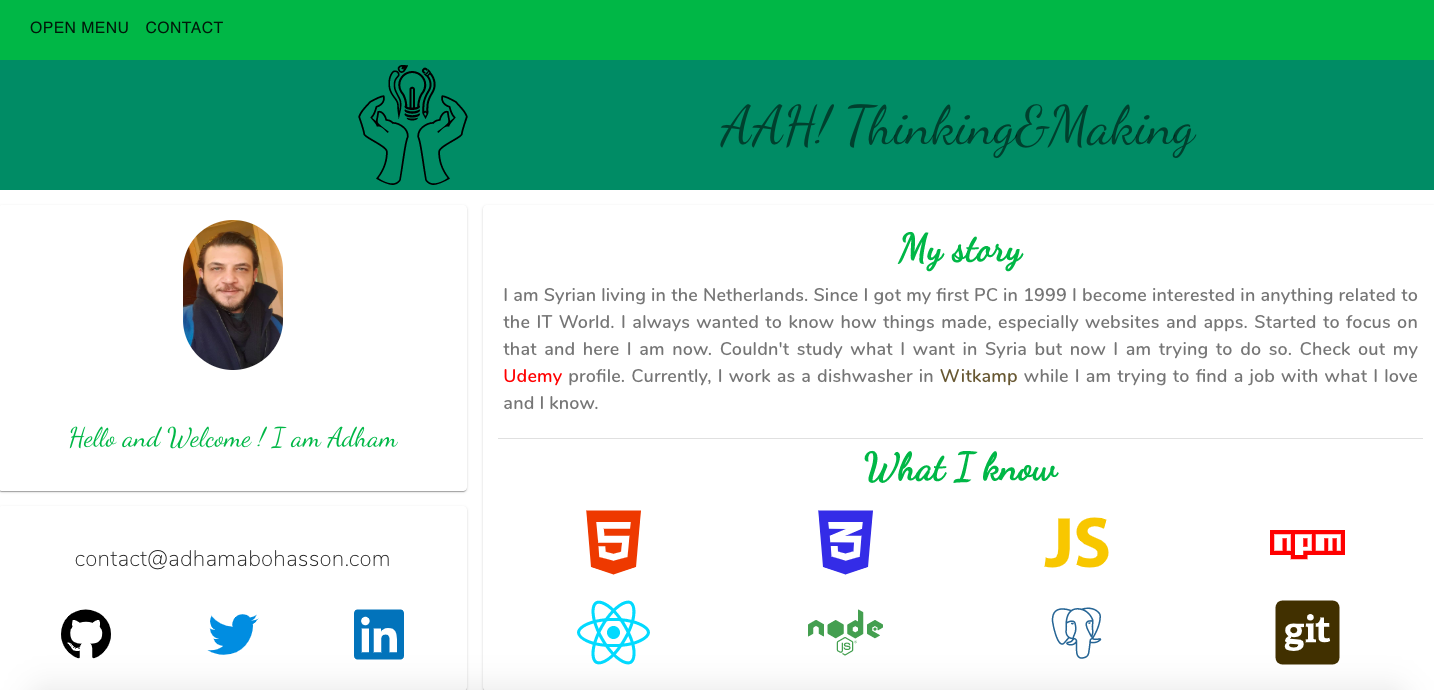 OPEN MENU CONTACT
AAH! Thinking&Making
Hello and Welcome ! I am Adham
contact@adhamabohasson.com
in
My story
I am Syrian living in the Netherlands. Since I got my first PC in 1999 I become interested in anything related to
the IT World. I always wanted to know how things made, especially websites and apps. Started to focus on
that and here I am now. Couldn't study what I want in Syria but now I am trying to do so. Check out my
Udemy profile. Currently, I work as a dishwasher in Witkamp while I am trying to find a job with what I love
and I know.
What I know
5 3 JS npm
node JS git